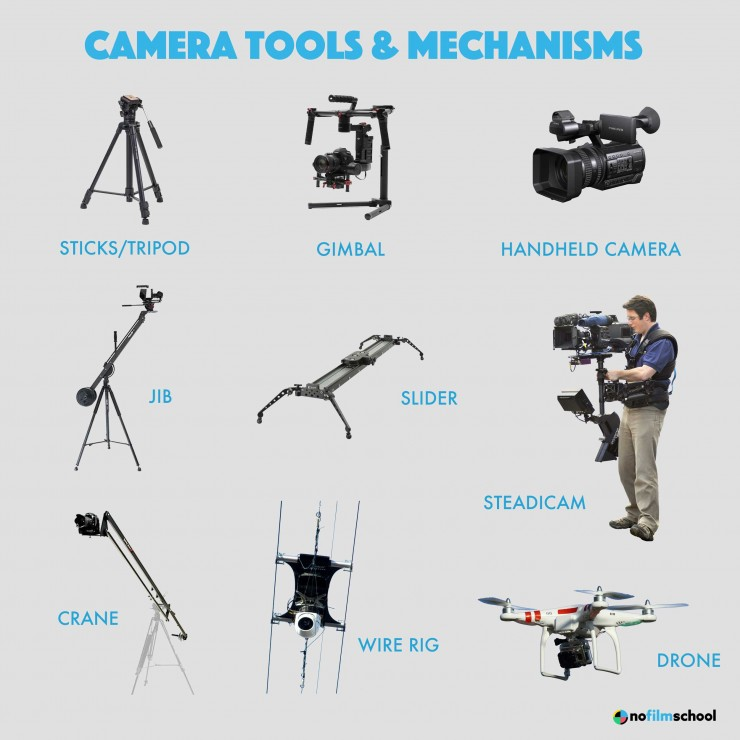 CAMERA TOOLS & MECHANISMS
STICKS/TRIPOD
GIMBAL
HANDHELD CAMERA
JIB
SLIDER
STEADICAM
CRANE
WIRE RIG
DRONE
nofilmschool